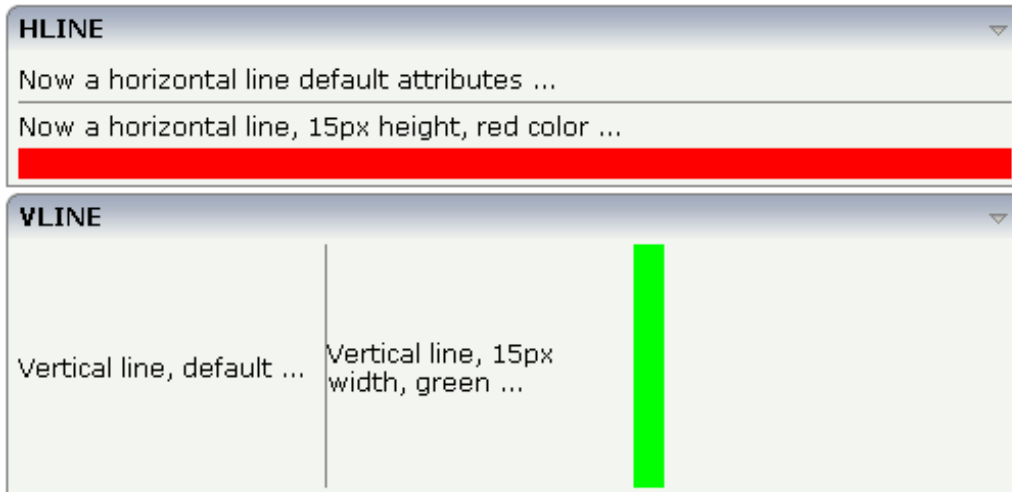 HLINE
Now a horizontal line default attributes ...
Now a horizontal line, 15px height, red color ...
VLINE
Vertical line, default ...
Vertical line, 15px
width, green ...